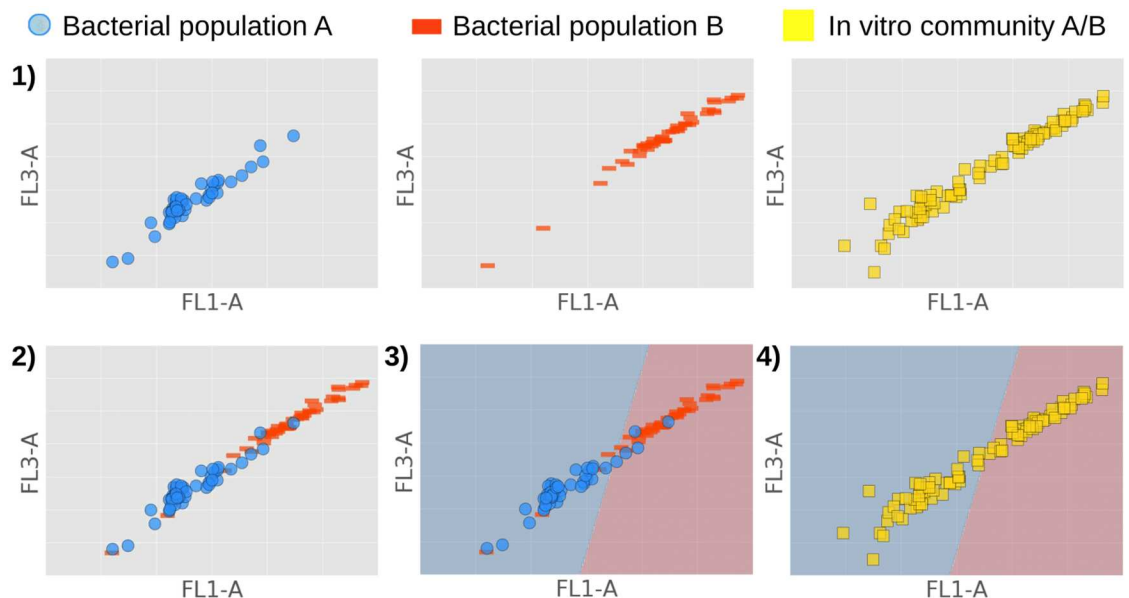 Bacterial population A
Bacterial population B
In vitro community A/B
1)
FL3-A
FL1-A
FL3-A
FL1-A
FL3-A
FL1-A
2)
FL3-A
FL1-A
3)
FL1-A
4)
FL3-A
FL1-A